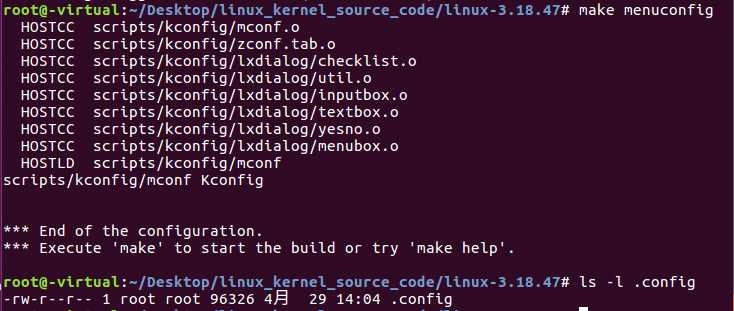 root@-virtual:~/Desktop/linux_kernel_source_code/linux-3.18.47# make menuconfig
  HOSTCC  scripts/kconfig/mconf.o
  HOSTCC  scripts/kconfig/zconf.tab.o
  HOSTCC  scripts/kconfig/lxdialog/checklist.o
  HOSTCC  scripts/kconfig/lxdialog/util.o
  HOSTCC  scripts/kconfig/lxdialog/inputbox.o
  HOSTCC  scripts/kconfig/lxdialog/textbox.o
  HOSTCC  scripts/kconfig/lxdialog/yesno.o
  HOSTCC  scripts/kconfig/lxdialog/menubox.o
  HOSTLD  scripts/kconfig/mconf
scripts/kconfig/mconf Kconfig
*** End of the configuration.
*** Execute 'make' to start the build or try 'make help'.
root@-virtual:~/Desktop/linux_kernel_source_code/linux-3.18.47# ls -l .config
-rw-r--r-- 1 root root 96326 4月  29 14:04 .config